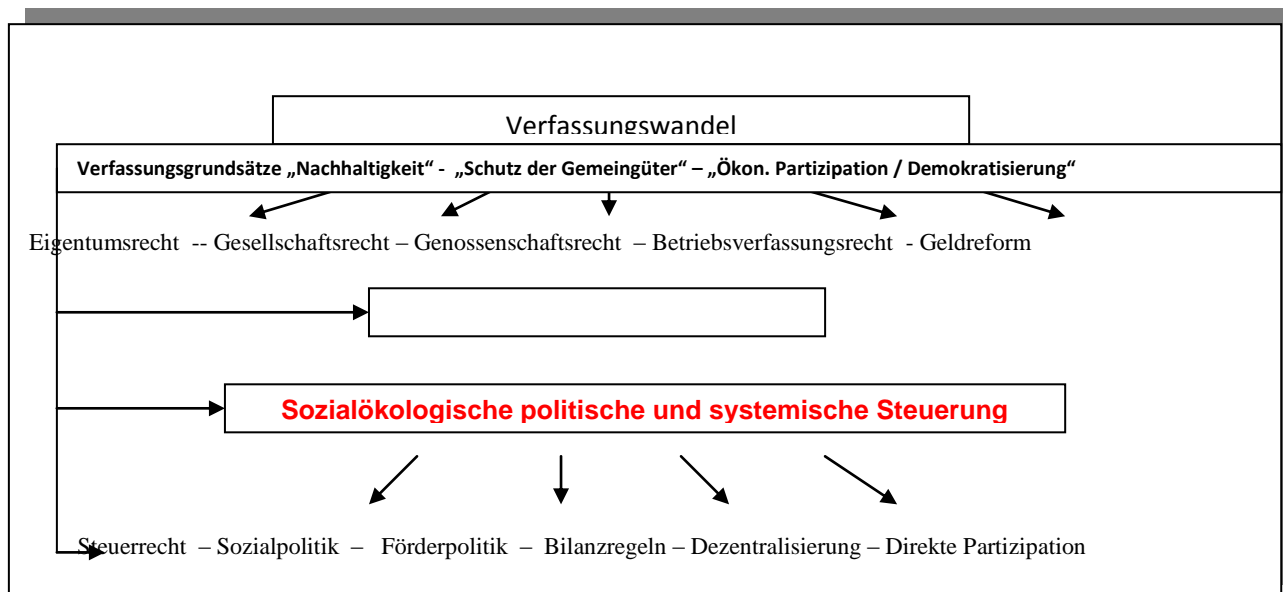 Verfassungswandel
Verfassungsgrundsätze „Nachhaltigkeit“ - „Schutz der Gemeingüter“ – „Ökon. Partizipation / Demokratisierung“
Eigentumsrecht -- Gesellschaftsrecht – Genossenschaftsrecht – Betriebsverfassungsrecht - Geldreform
Sozialökologische politische und systemische Steuerung
Steuerrecht – Sozialpolitik – Förderpolitik – Bilanzregeln – Dezentralisierung – Direkte Partizipation